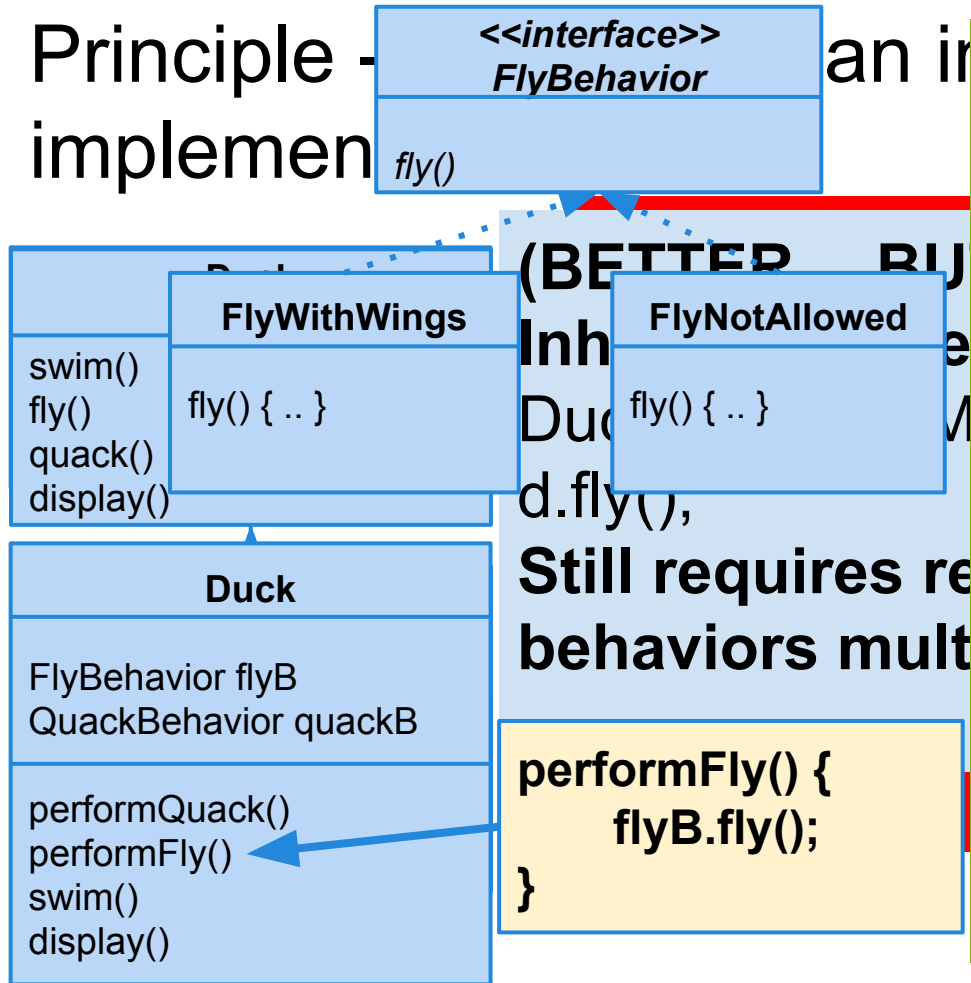 Principle -
an
implemen
<<interface>>
FlyBehavior
fly()
FlyWithWings
fly() { .. }
FlyNotAllowed
fly() { .. }
swim()
fly()
quack()
display()
(BETTER
BU
Inh
e
Duc
M
d.fly();
Still requires re
behaviors mult
Duck
FlyBehavior flyB
QuackBehavior quackB
performQuack()
performFly()
swim()
display()
performFly() {
flyB.fly();
}